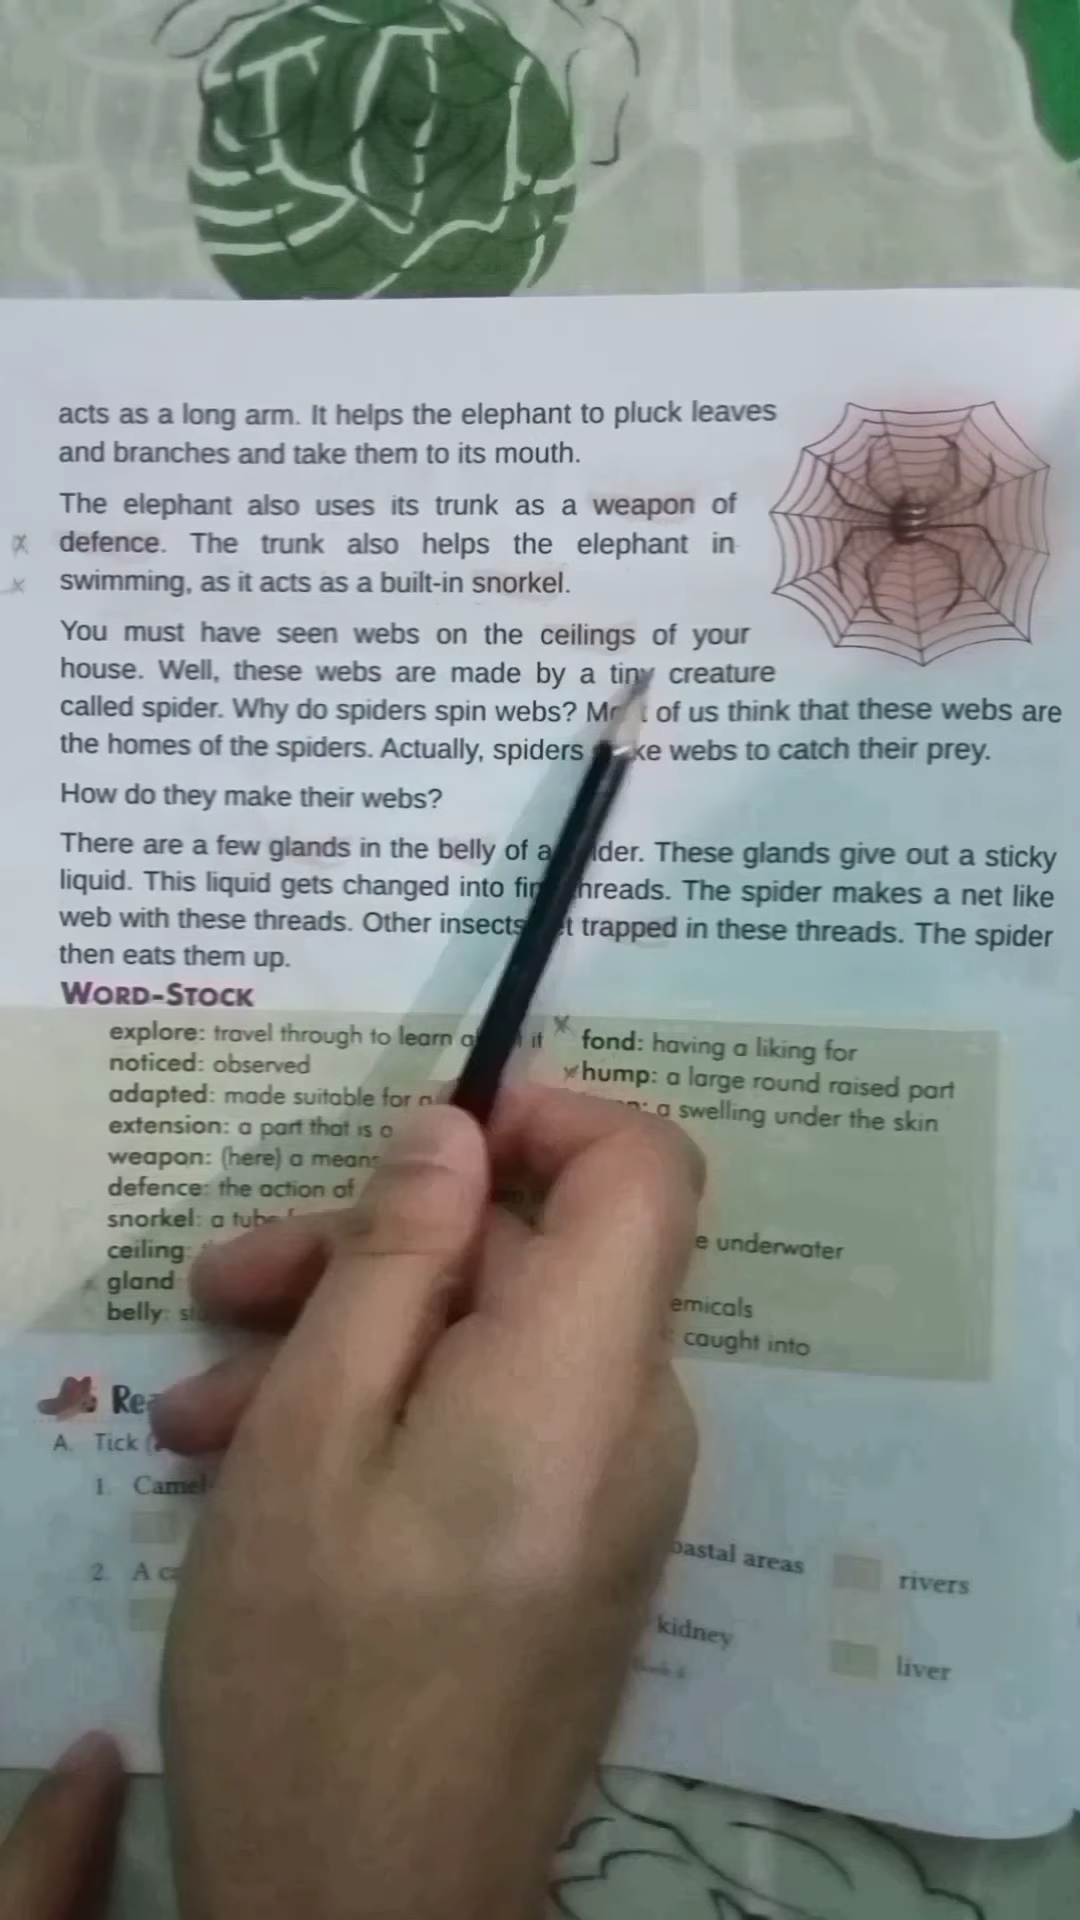 acts as a long arm. It helps the elephant to pluck leaves
and branches and take them to its mouth.
The elephant also uses its trunk as a weapon of
defence. The trunk also helps the elephant in
swimming, as it acts as a built-in snorkel.
You must have seen webs on the ceilings of your
house. Well, these webs are made by a tiny creature
called spider. Why do spiders spin webs? of us think that these webs are
the homes of the spiders. Actually, spiders webs to catch their prey.
How do they make their webs?
There are a few glands in the belly of a These glands give out a sticky
liquid. This liquid gets changed into The spider makes a net like
web with these threads. Other insects trapped in these threads. The spider
then eats them up.
WORD-STOCK
explore: travel through to learn it
noticed: observed
adapted: made suitable for
extension: a part that is
weapon: (here) a means
defence: the action of
snorkel: a tube
ceiling:
gland
belly:
fond: having a liking for
hump: a large round raised part
a swelling under the skin
underwater
caught into
A. Tick
1. Camel
areas
rivers
2. A
kidney
liver